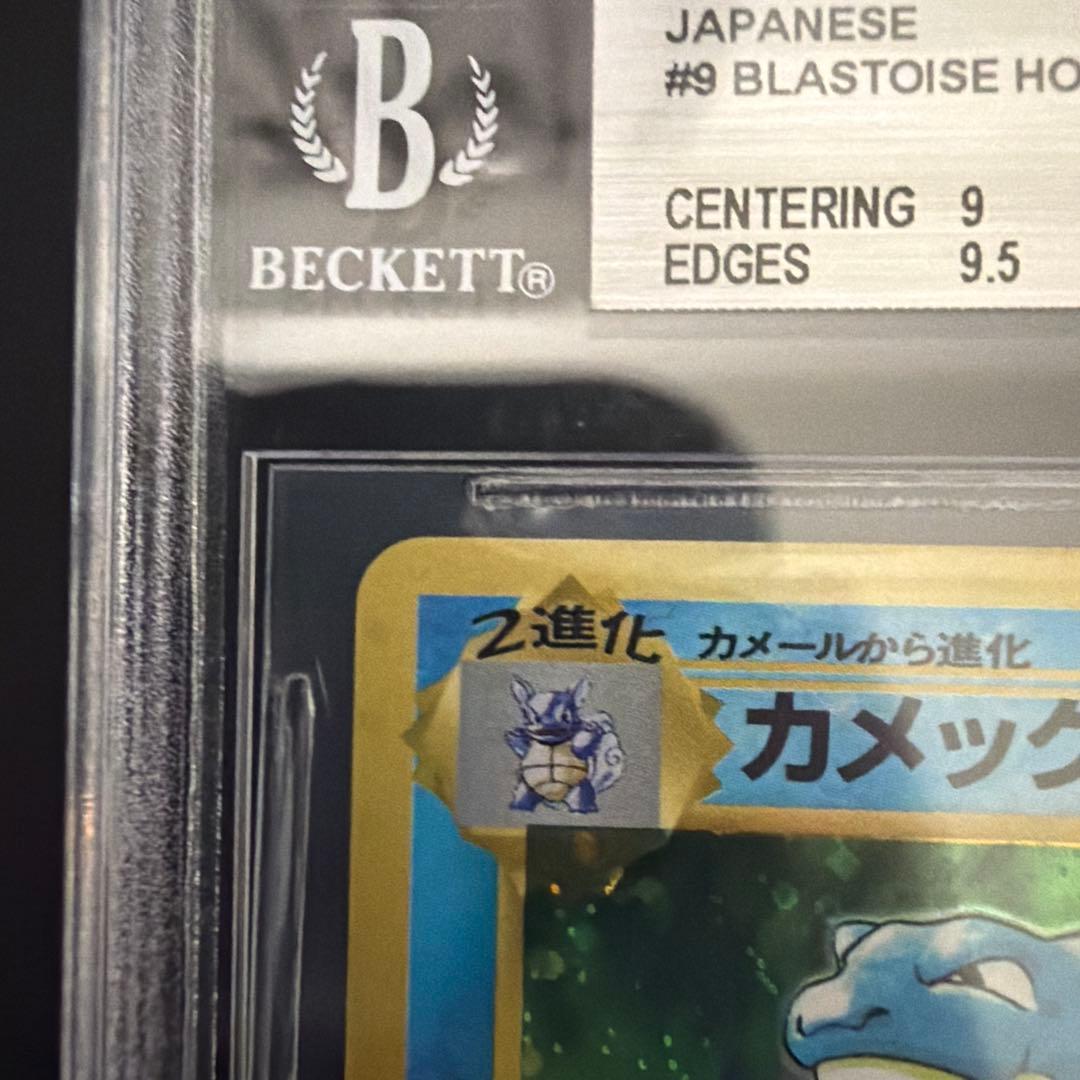 B
BECKETT®
JAPANESE
#9 BLASTOISE HO
CENTERING 9
EDGES 9.5
2進化 カメールから進化
カメック